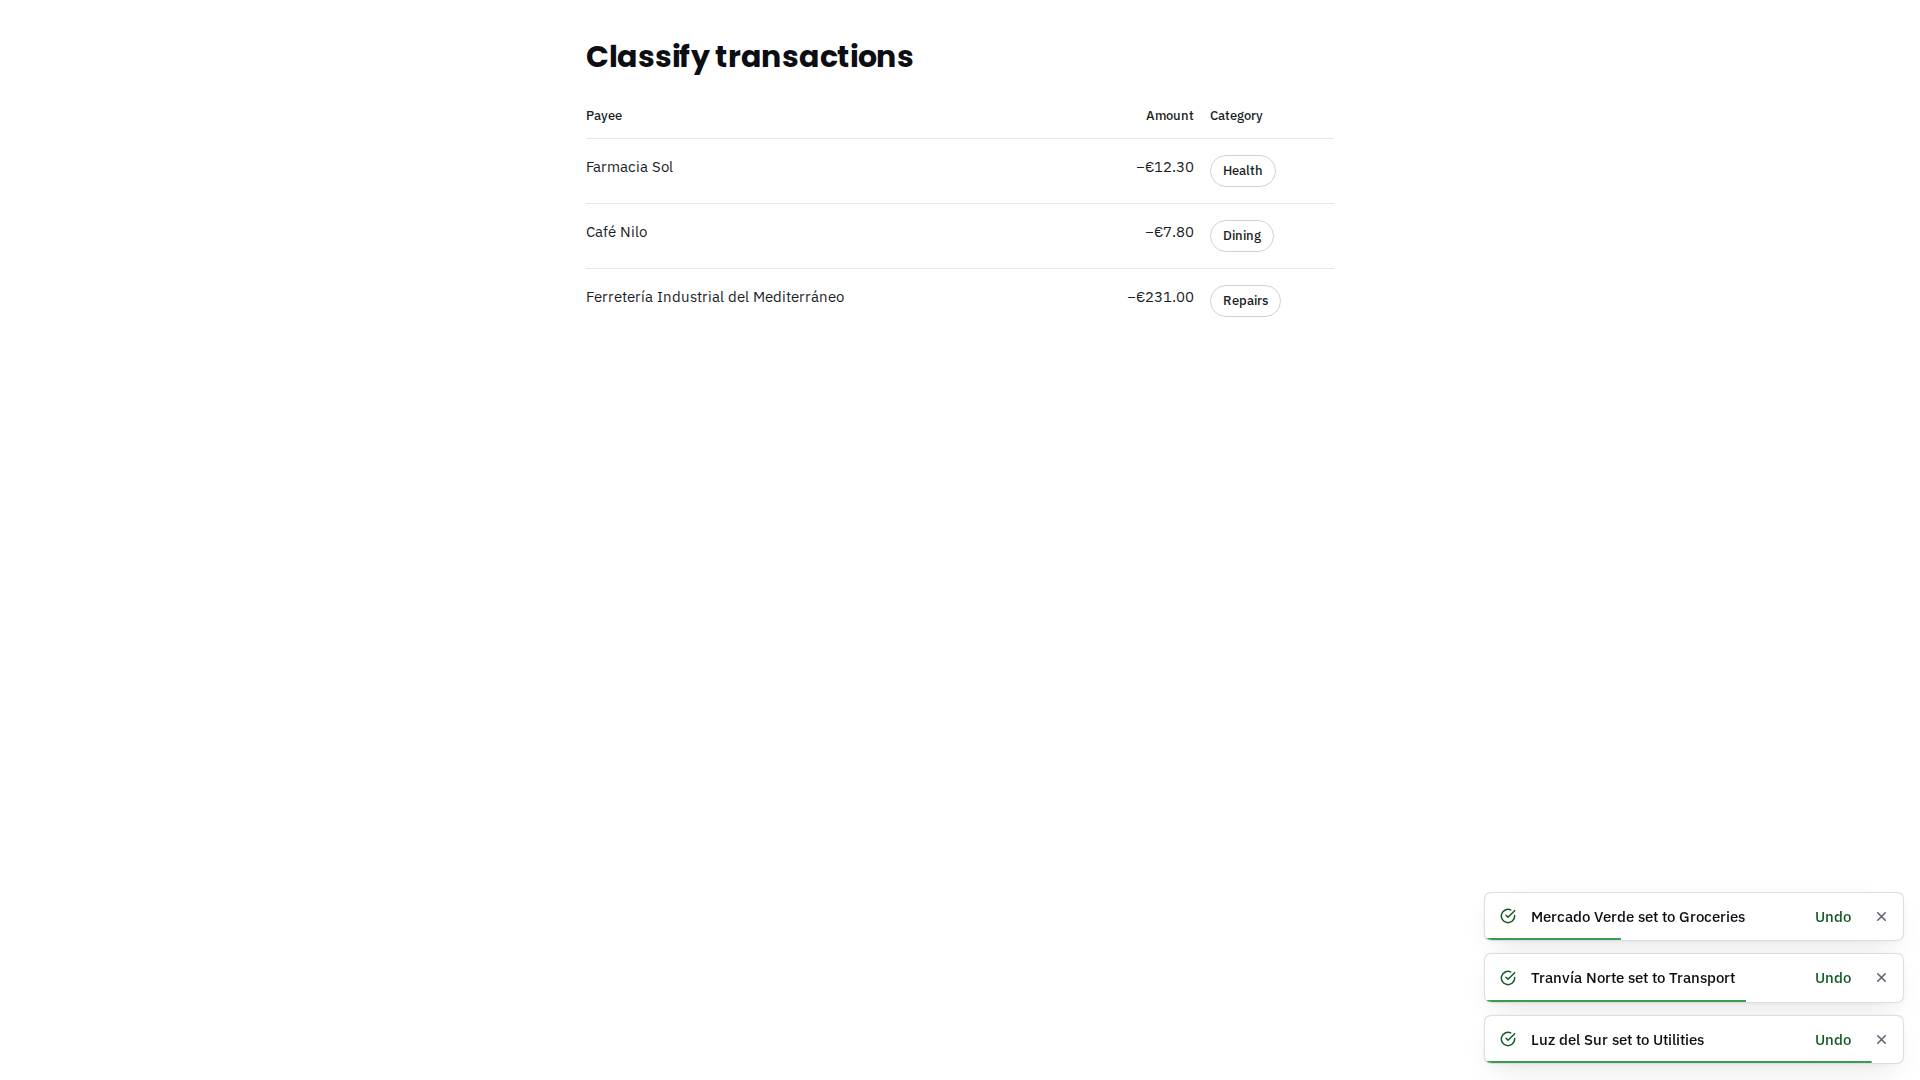 Classify transactions
Payee Amount Category
Farmacia Sol −€12.30 Health
Café Nilo −€7.80 Dining
Ferretería Industrial del Mediterráneo −€231.00 Repairs
Mercado Verde set to Groceries Undo
Tranvía Norte set to Transport Undo
Luz del Sur set to Utilities Undo